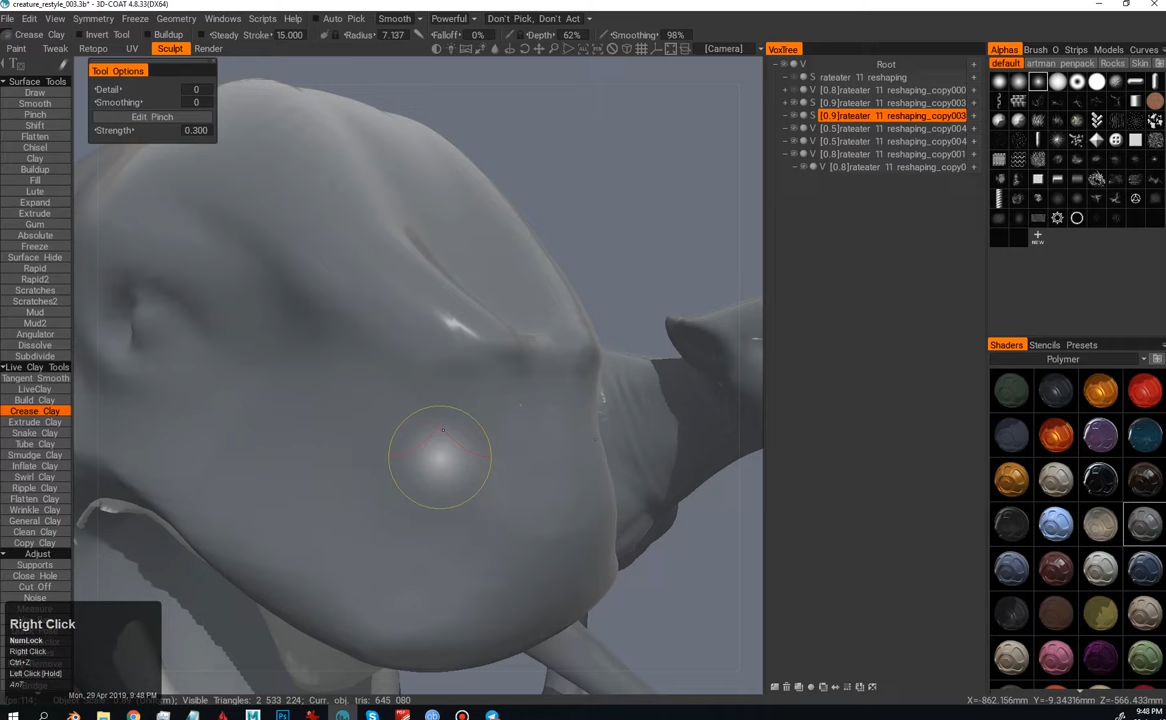 creature_restyle_003.3b* - 3D-COAT 4.8.33(DX64)
File Edit View Symmetry Freeze Geometry Windows Scripts Help Auto Pick Smooth Powerful Don't Pick, Don't Act
Crease Clay Invert Tool Buildup Steady Stroke 15.000 Radius 7.137 Falloff 0% Depth 62% Smoothing 98%
Paint Tweak Retopo UV Sculpt Render [Camera]
VoxTree
Root
+
S rateater 11 reshaping +
+ V [0.8]rateater 11 reshaping_copy000 +
+ S [0.9]rateater 11 reshaping_copy003 +
S [0.9]rateater 11 reshaping_copy003 +
V [0.5]rateater 11 reshaping_copy004 +
V [0.5]rateater 11 reshaping_copy004 +
V [0.8]rateater 11 reshaping_copy001 +
V [0.8]rateater 11 reshaping_copy0 +
Alphas Brush O Strips Models Curves
default artman penpack Rocks Skin
NEW
Shaders Stencils Presets
Polymer
Tool Options
Detail 0
Smoothing 0
Edit Pinch
Strength 0.300
Surface Tools
Draw
Smooth
Pinch
Shift
Flatten
Chisel
Clay
Buildup
Fill
Lute
Expand
Extrude
Gum
Absolute
Freeze
Surface Hide
Rapid
Rapid2
Scratches
Scratches2
Mud
Mud2
Angulator
Dissolve
Subdivide
Live Clay Tools
Tangent Smooth
LiveClay
Build Clay
Crease Clay
Extrude Clay
Snake Clay
Tube Clay
Smudge Clay
Inflate Clay
Swirl Clay
Ripple Clay
Flatten Clay
Wrinkle Clay
General Clay
Clean Clay
Copy Clay
Adjust
Supports
Close Hole
Cut Off
Noise
Measure
Right Click
NumLock
Right Click
Ctrl+Z
Left Click [Hold]
Mon, 29 Apr 2019, 9:48 PM
fps:114; Visible Triangles: 2 533 224; Curr. obj. tris: 645 080
X=-862.156mm Y=-9.34316mm Z=-566.433mm
9:48 PM